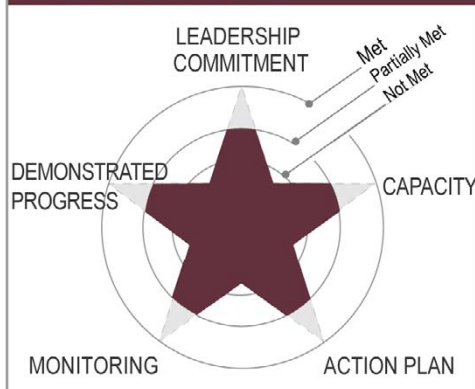 LEADERSHIP
COMMITMENT
Met
Partially Met
Not Met
DEMONSTRATED
PROGRESS
CAPACITY
MONITORING
ACTION PLAN